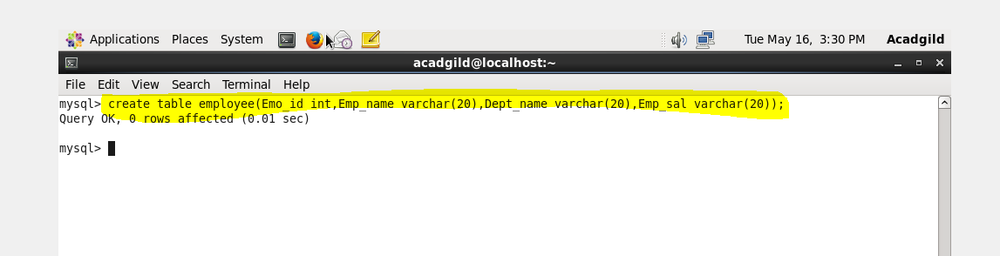 Applications Places System Tue May 16, 3:30 PM Acadgild
acadgild@localhost:~
File Edit View Search Terminal Help
mysql> create table employee(Emo_id int,Emp_name varchar(20),Dept_name varchar(20),Emp_sal varchar(20));
Query OK, 0 rows affected (0.01 sec)
mysql>